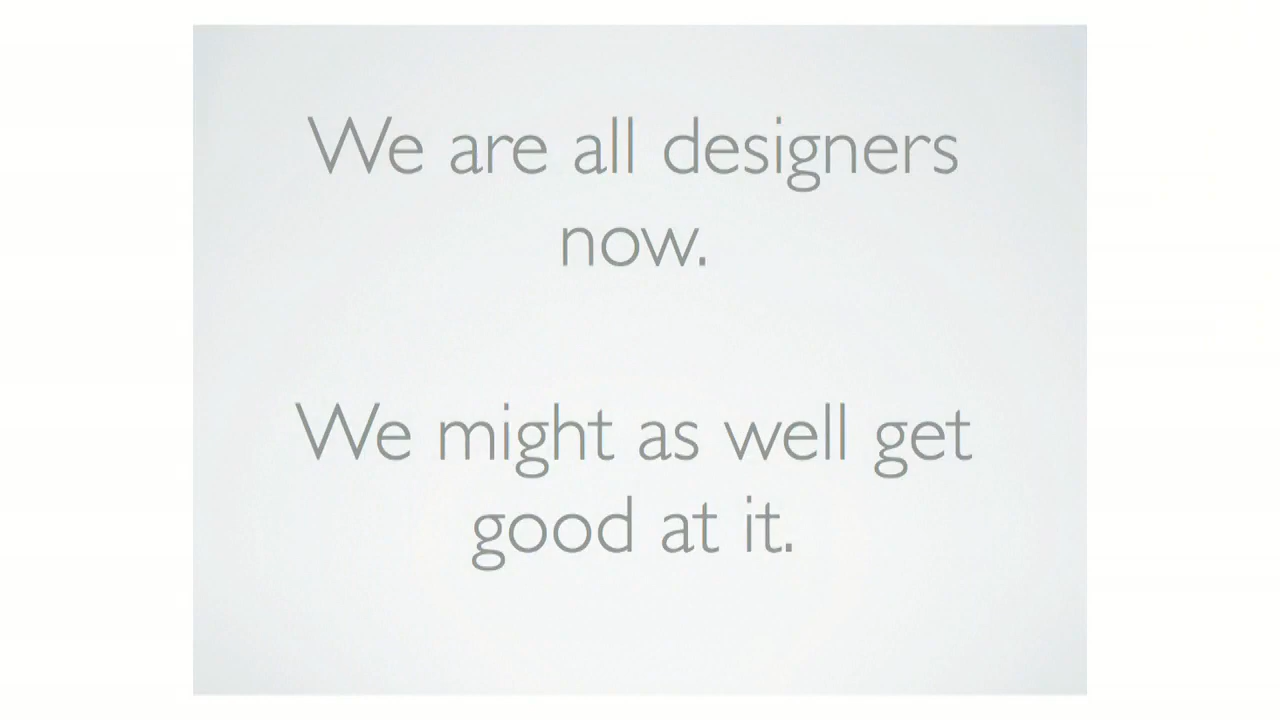 We are all designers
now.
We might as well get
good at it.